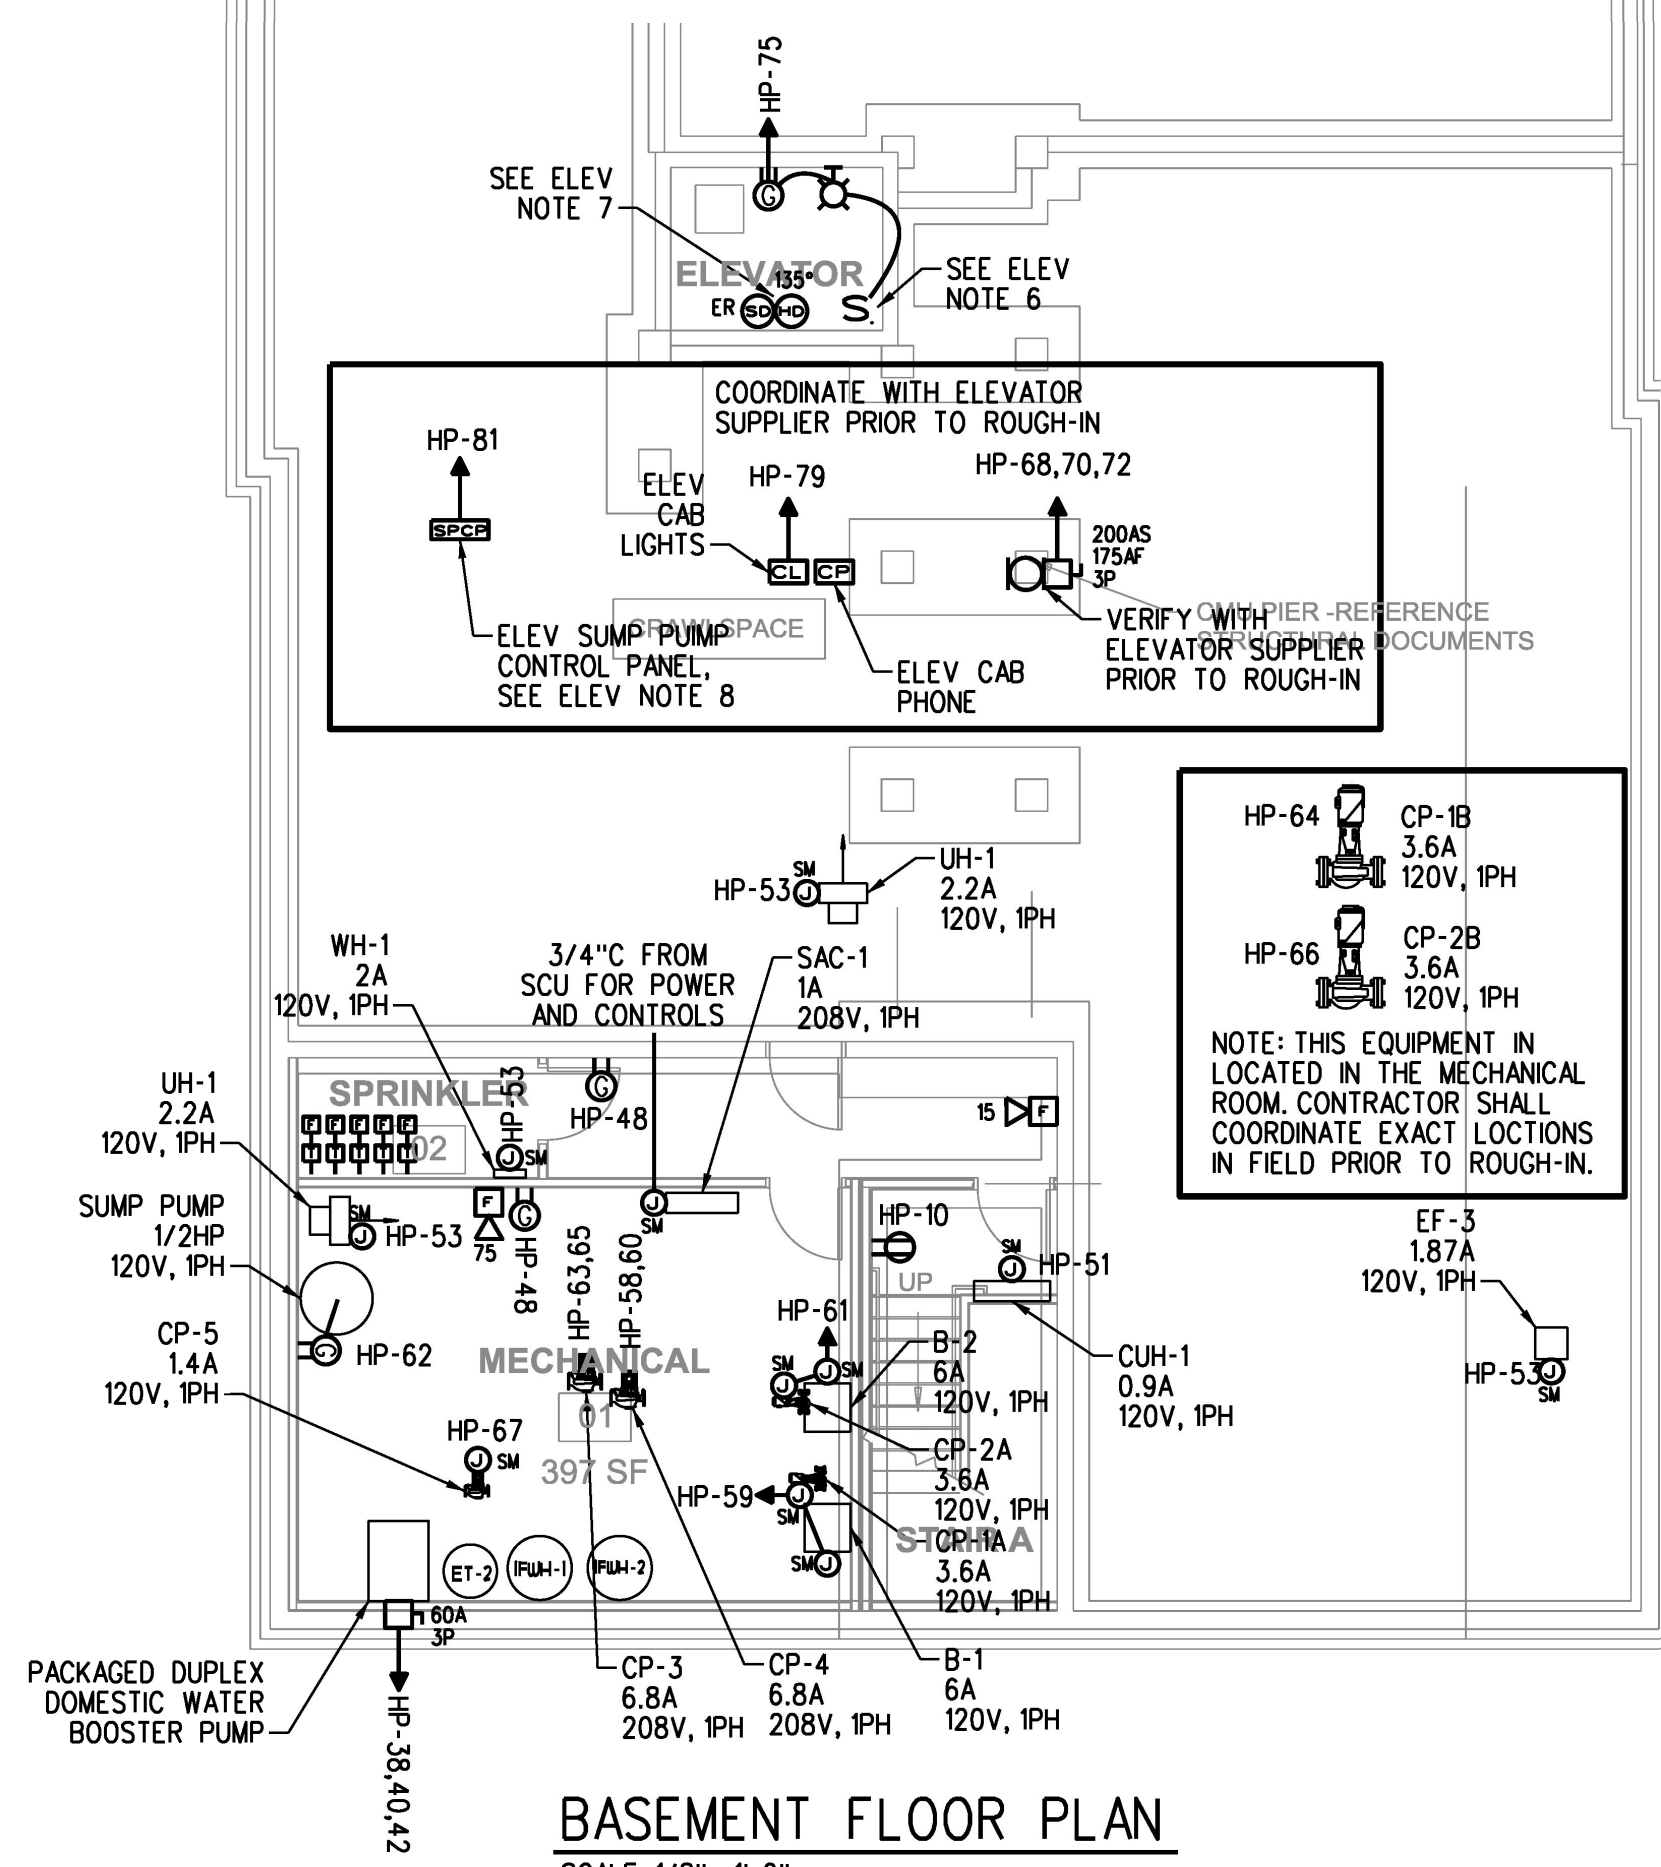 HP-75
SEE ELEV
NOTE 7
G
ELEVATOR
135°
ER SD HD
S.
SEE ELEV
NOTE 6
COORDINATE WITH ELEVATOR
SUPPLIER PRIOR TO ROUGH-IN
HP-81
SPCP
ELEV SUMP PUIMP
CONTROL PANEL,
SEE ELEV NOTE 8
ELEV
CAB
LIGHTS
HP-79
CL CP
CRAWLSPACE
ELEV CAB
PHONE
HP-68,70,72
200AS
175AF
3P
VERIFY WITH
ELEVATOR SUPPLIER
PRIOR TO ROUGH-IN
CMU PIER -REFERENCE
STRUCTURAL DOCUMENTS
HP-64
CP-1B
3.6A
120V, 1PH
HP-66
CP-2B
3.6A
120V, 1PH
NOTE: THIS EQUIPMENT IN
LOCATED IN THE MECHANICAL
ROOM. CONTRACTOR SHALL
COORDINATE EXACT LOCTIONS
IN FIELD PRIOR TO ROUGH-IN.
SM
HP-53 J
UH-1
2.2A
120V, 1PH
WH-1
2A
120V, 1PH
3/4"C FROM
SCU FOR POWER
AND CONTROLS
SAC-1
1A
208V, 1PH
UH-1
2.2A
120V, 1PH
SPRINKLER
02
F F F F F
HP-53
J SM
G
HP-48
15 F
SUMP PUMP
1/2HP
120V, 1PH
SM
J HP-53
F
75
G
HP-48
J
SM
HP-63,65
HP-58,60
HP-10
UP
SM
J HP-51
CUH-1
0.9A
120V, 1PH
EF-3
1.87A
120V, 1PH
HP-53 J
SM
CP-5
1.4A
120V, 1PH
G HP-62
MECHANICAL
01
397 SF
HP-67
J SM
HP-61
SM J
J SM
B-2
6A
120V, 1PH
CP-2A
3.6A
120V, 1PH
HP-59 J
SM
SM J
STAIR A
CP-1A
3.6A
120V, 1PH
ET-2
IFWH-1
IFWH-2
60A
3P
PACKAGED DUPLEX
DOMESTIC WATER
BOOSTER PUMP
HP-38,40,42
CP-3
6.8A
208V, 1PH
CP-4
6.8A
208V, 1PH
B-1
6A
120V, 1PH
BASEMENT FLOOR PLAN